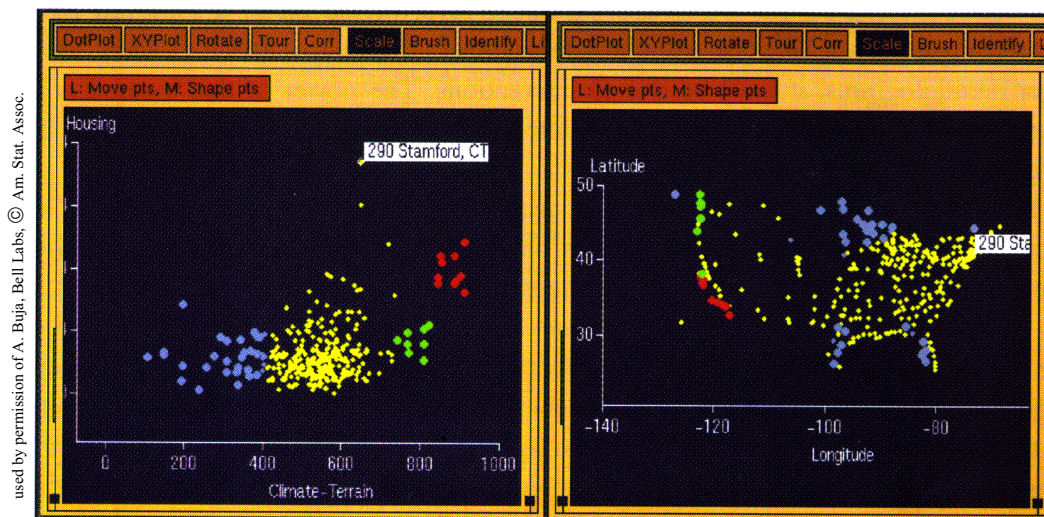 used by permission of A. Buja, Bell Labs, © Am. Stat. Assoc.
DotPlot XYPlot Rotate Tour Corr Scale Brush Identify Li
L: Move pts, M: Shape pts
Housing
290 Stamford, CT
0 200 400 600 800 1000
Climate-Terrain
DotPlot XYPlot Rotate Tour Corr Scale Brush Identify L
L: Move pts, M: Shape pts
Latitude
50
40
290 Sta
30
-140 -120 -100 -80
Longitude